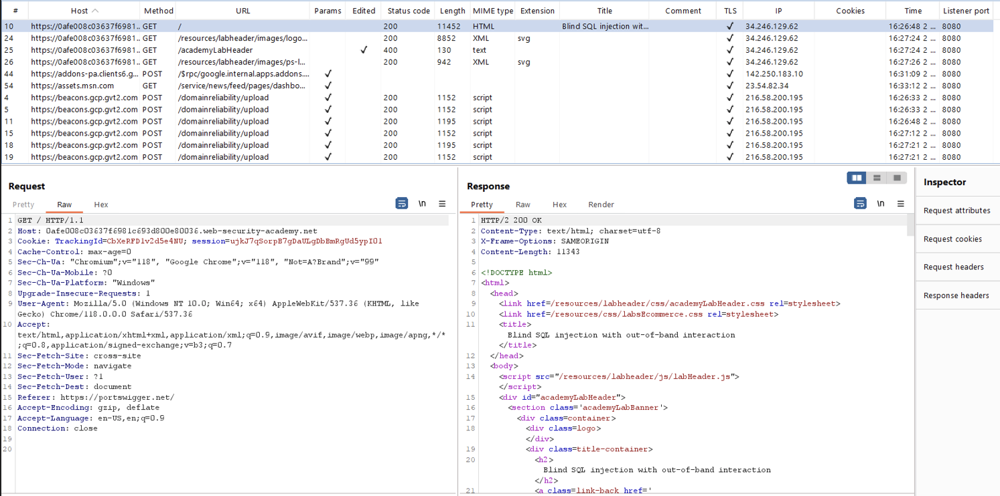 # Host Method URL Params Edited Status code Length MIME type Extension Title Comment TLS IP Cookies Time Listener port
10 https://0afe008c03637f6981... GET / 200 11452 HTML Blind SQL injection wit... ✓ 34.246.129.62 16:26:48 2 ... 8080
24 https://0afe008c03637f6981... GET /resources/labheader/images/logo... 200 8852 XML svg ✓ 34.246.129.62 16:27:24 2 ... 8080
25 https://0afe008c03637f6981... GET /academyLabHeader ✓ 400 130 text ✓ 34.246.129.62 16:27:24 2 ... 8080
26 https://0afe008c03637f6981... GET /resources/labheader/images/ps-l... 200 942 XML svg ✓ 34.246.129.62 16:27:26 2 ... 8080
44 https://addons-pa.clients6.g... POST /$rpc/google.internal.apps.addons.... ✓ ✓ 142.250.183.10 16:31:09 2 ... 8080
54 https://assets.msn.com GET /service/news/feed/pages/dashbo... ✓ ✓ 23.54.82.34 16:33:12 2 ... 8080
4 https://beacons.gcp.gvt2.com POST /domainreliability/upload ✓ 200 1152 script ✓ 216.58.200.195 16:26:33 2 ... 8080
5 https://beacons.gcp.gvt2.com POST /domainreliability/upload ✓ 200 1152 script ✓ 216.58.200.195 16:26:33 2 ... 8080
11 https://beacons.gcp.gvt2.com POST /domainreliability/upload ✓ 200 1195 script ✓ 216.58.200.195 16:26:48 2 ... 8080
15 https://beacons.gcp.gvt2.com POST /domainreliability/upload ✓ 200 1152 script ✓ 216.58.200.195 16:27:12 2 ... 8080
18 https://beacons.gcp.gvt2.com POST /domainreliability/upload ✓ 200 1195 script ✓ 216.58.200.195 16:27:21 2 ... 8080
19 https://beacons.gcp.gvt2.com POST /domainreliability/upload ✓ 200 1152 script ✓ 216.58.200.195 16:27:21 2 ... 8080
Request
Pretty Raw Hex
\n
1 GET / HTTP/1.1
2 Host: 0afe008c03637f6981c693d800e80036.web-security-academy.net
3 Cookie: TrackingId=CbXeRFD1v2d5e4NU; session=ujkJ7qSorpB7gDaULgDbBmRgUd5ypIO1
4 Cache-Control: max-age=0
5 Sec-Ch-Ua: "Chromium";v="118", "Google Chrome";v="118", "Not=A?Brand";v="99"
6 Sec-Ch-Ua-Mobile: ?0
7 Sec-Ch-Ua-Platform: "Windows"
8 Upgrade-Insecure-Requests: 1
9 User-Agent: Mozilla/5.0 (Windows NT 10.0; Win64; x64) AppleWebKit/537.36 (KHTML, like
Gecko) Chrome/118.0.0.0 Safari/537.36
10 Accept:
text/html,application/xhtml+xml,application/xml;q=0.9,image/avif,image/webp,image/apng,*/*
;q=0.8,application/signed-exchange;v=b3;q=0.7
11 Sec-Fetch-Site: cross-site
12 Sec-Fetch-Mode: navigate
13 Sec-Fetch-User: ?1
14 Sec-Fetch-Dest: document
15 Referer: https://portswigger.net/
16 Accept-Encoding: gzip, deflate
17 Accept-Language: en-US,en;q=0.9
18 Connection: close
19
20
Response
Pretty Raw Hex Render
\n
1 HTTP/2 200 OK
2 Content-Type: text/html; charset=utf-8
3 X-Frame-Options: SAMEORIGIN
4 Content-Length: 11343
5
6 <!DOCTYPE html>
7 <html>
8 <head>
9 <link href=/resources/labheader/css/academyLabHeader.css rel=stylesheet>
10 <link href=/resources/css/labsEcommerce.css rel=stylesheet>
11 <title>
Blind SQL injection with out-of-band interaction
</title>
12 </head>
13 <body>
14 <script src="/resources/labheader/js/labHeader.js">
</script>
15 <div id="academyLabHeader">
16 <section class='academyLabBanner'>
17 <div class=container>
18 <div class=logo>
</div>
19 <div class=title-container>
20 <h2>
Blind SQL injection with out-of-band interaction
</h2>
21 <a class=link-back href='
Inspector
Request attributes
Request cookies
Request headers
Response headers